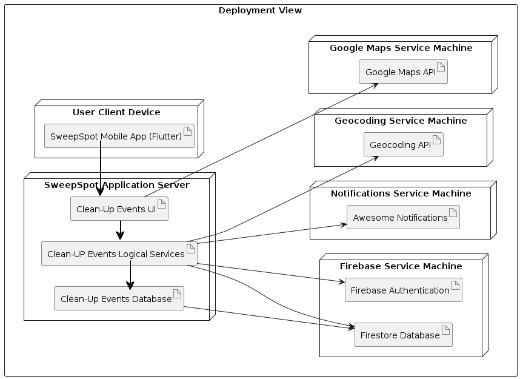 Deployment View
Google Maps Service Machine
Google Maps API
User Client Device
SweepSpot Mobile App (Flutter)
Geocoding Service Machine
Geocoding API
SweepSpot Application Server
Clean-Up Events UI
Clean-UP Events Logical Services
Clean-Up Events Database
Notifications Service Machine
Awesome Notifications
Firebase Service Machine
Firebase Authentication
Firestore Database